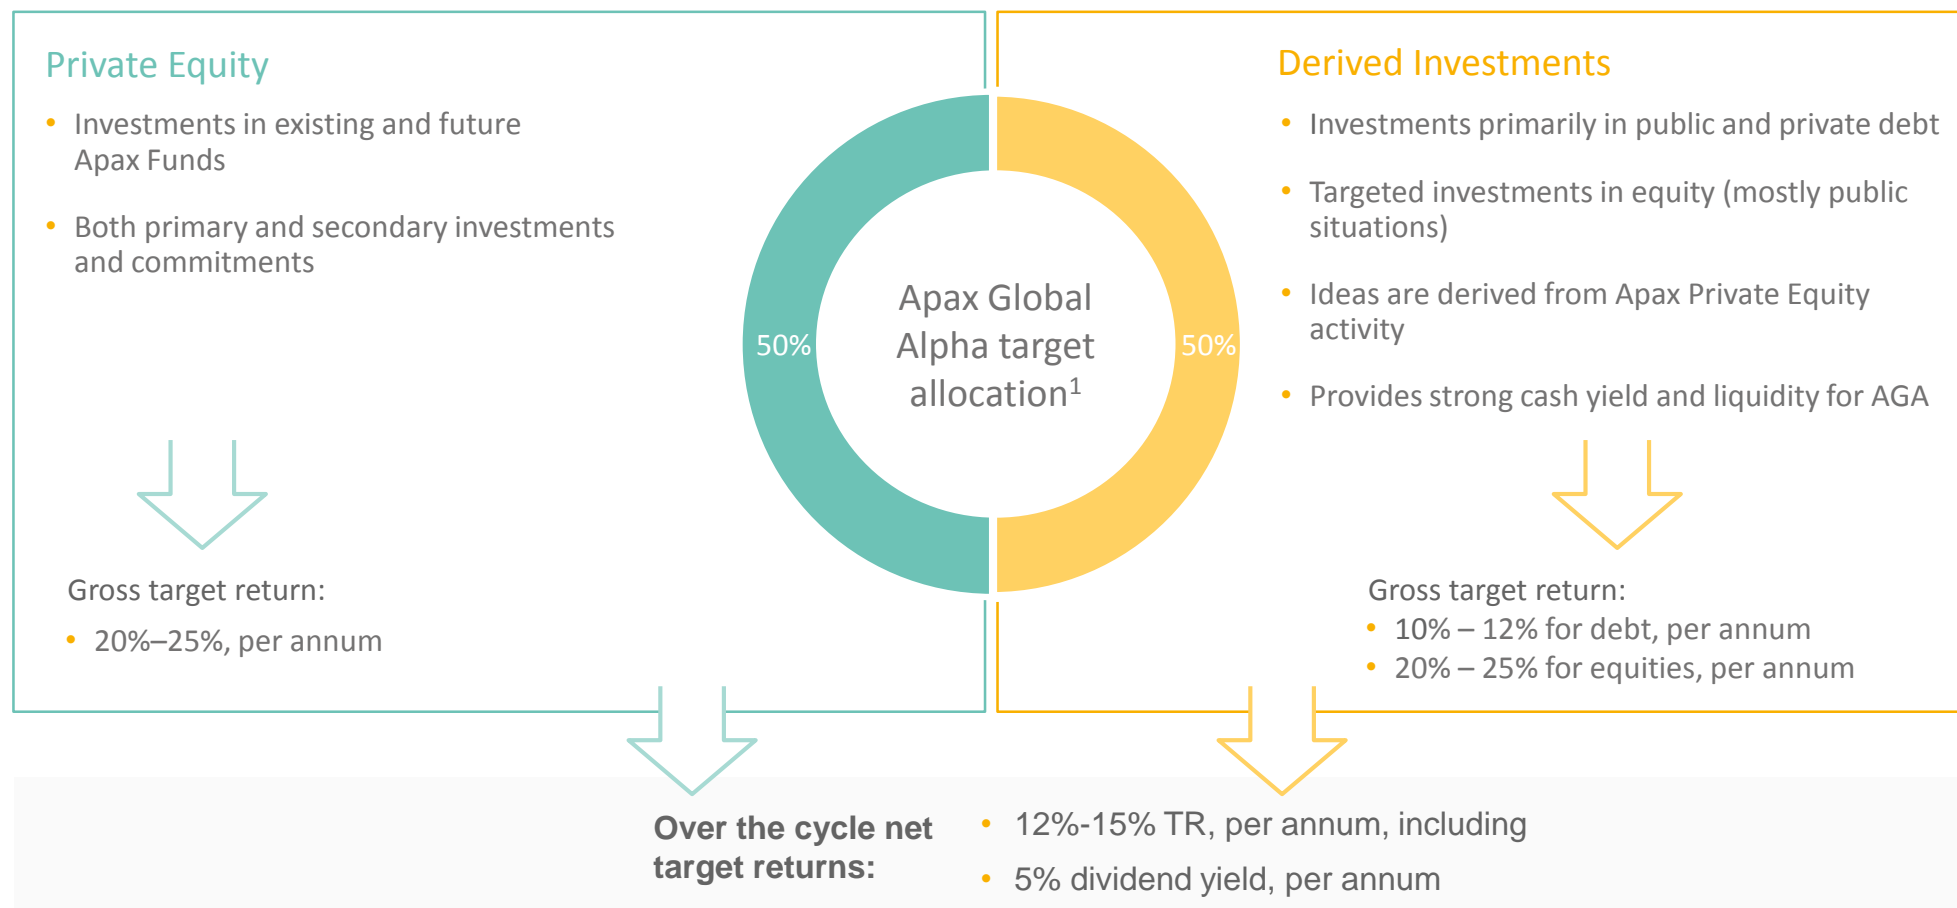 Private Equity
• Investments in existing and future
Apax Funds
• Both primary and secondary investments
and commitments
Gross target return:
• 20%–25%, per annum
50%
Apax Global
Alpha target
allocation¹
50%
Derived Investments
• Investments primarily in public and private debt
• Targeted investments in equity (mostly public
situations)
• Ideas are derived from Apax Private Equity
activity
• Provides strong cash yield and liquidity for AGA
Gross target return:
• 10% – 12% for debt, per annum
• 20% – 25% for equities, per annum
Over the cycle net
target returns:
• 12%-15% TR, per annum, including
• 5% dividend yield, per annum